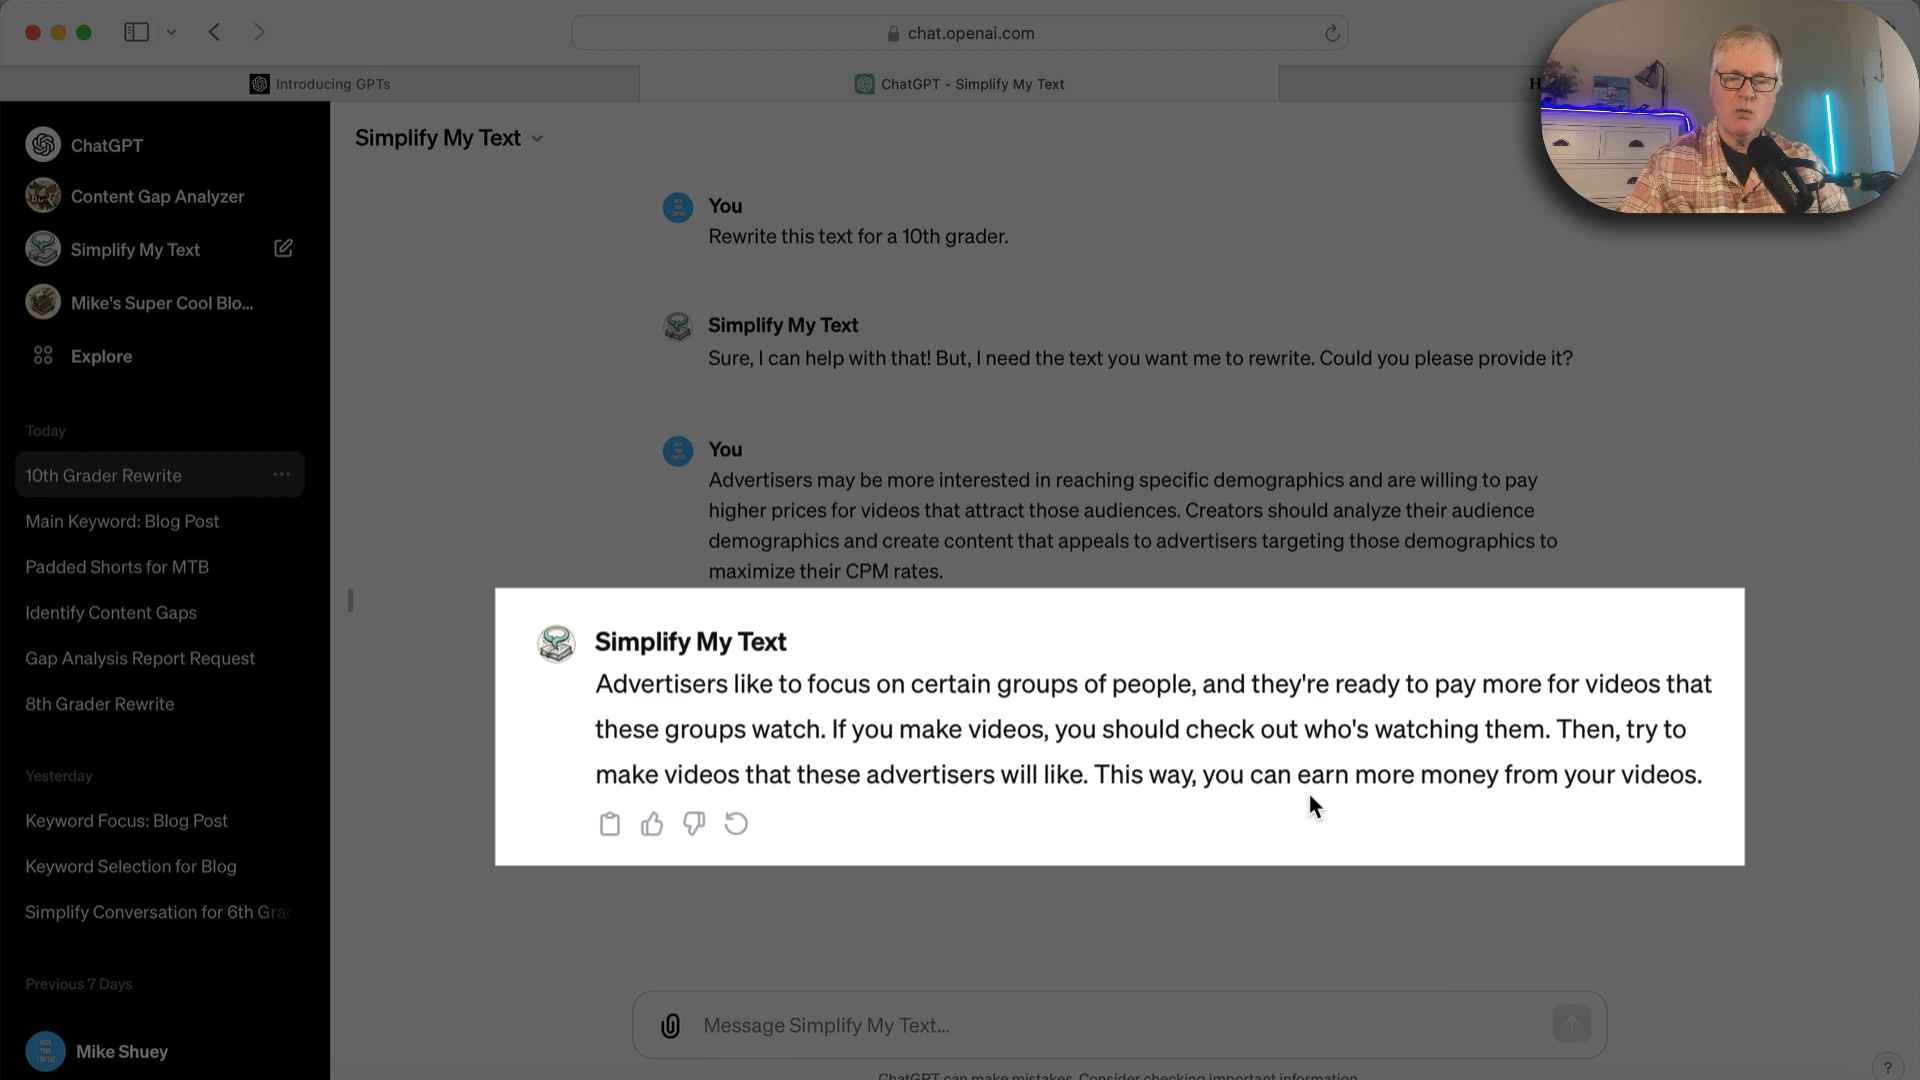 chat.openai.com
Introducing GPTs
ChatGPT - Simplify My Text
H
ChatGPT
Content Gap Analyzer
Simplify My Text
Mike's Super Cool Blo...
Explore
Today
10th Grader Rewrite
Main Keyword: Blog Post
Padded Shorts for MTB
Identify Content Gaps
Gap Analysis Report Request
8th Grader Rewrite
Yesterday
Keyword Focus: Blog Post
Keyword Selection for Blog
Simplify Conversation for 6th Grad
Previous 7 Days
Mike Shuey
Simplify My Text
You
Rewrite this text for a 10th grader.
Simplify My Text
Sure, I can help with that! But, I need the text you want me to rewrite. Could you please provide it?
You
Advertisers may be more interested in reaching specific demographics and are willing to pay
higher prices for videos that attract those audiences. Creators should analyze their audience
demographics and create content that appeals to advertisers targeting those demographics to
maximize their CPM rates.
Simplify My Text
Advertisers like to focus on certain groups of people, and they're ready to pay more for videos that
these groups watch. If you make videos, you should check out who's watching them. Then, try to
make videos that these advertisers will like. This way, you can earn more money from your videos.
Message Simplify My Text...
ChatGPT can make mistakes. Consider checking important information.
?
SHURE